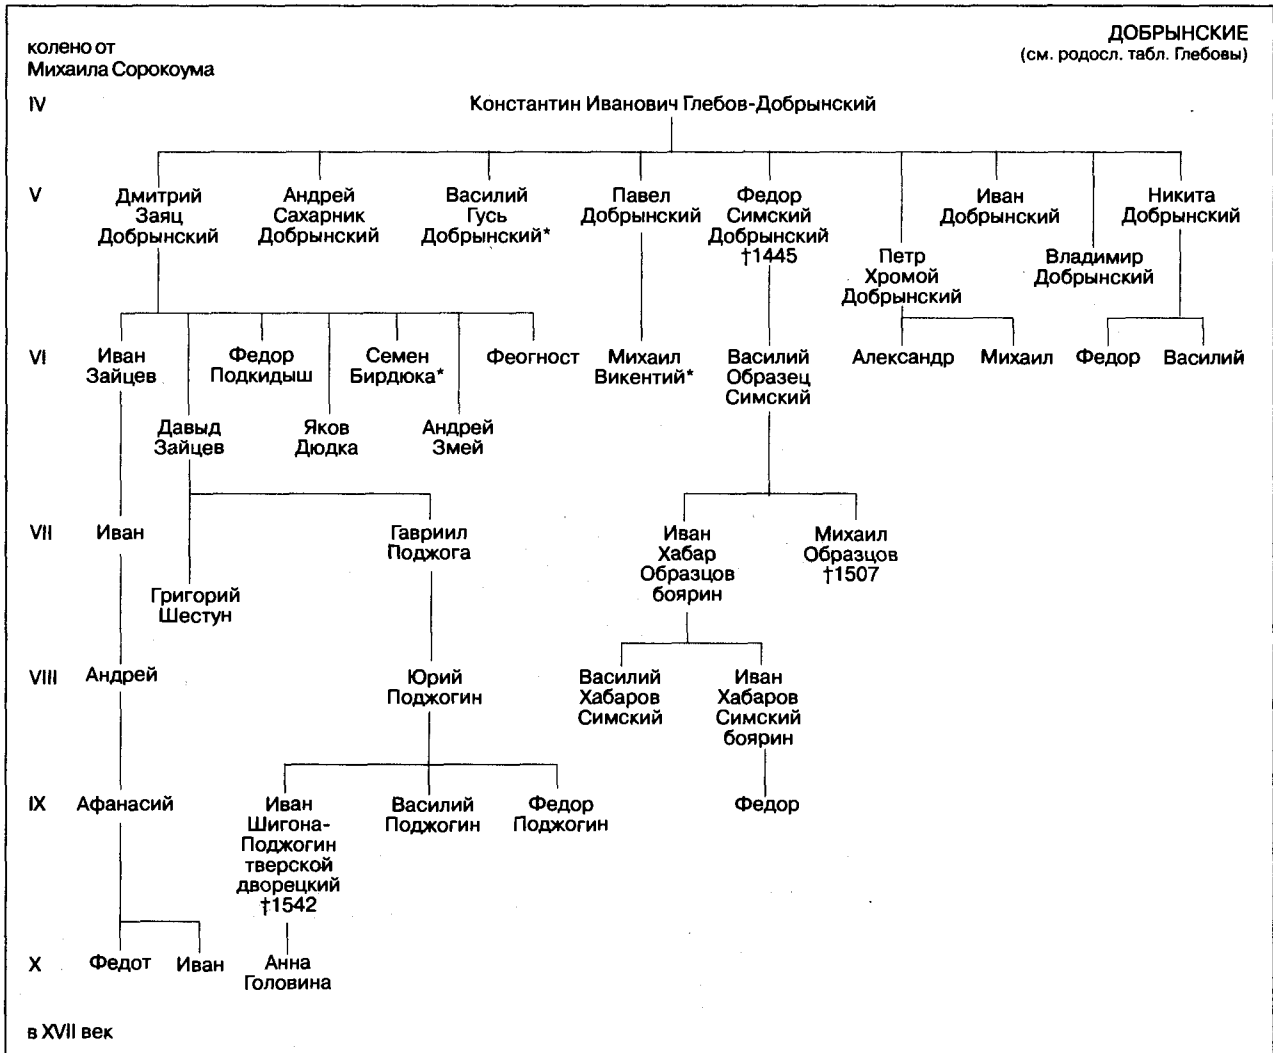 ДОБРЫНСКИЕ
(см. родосл. табл. Глебовы)
колено от
Михаила Сорокоума
IV
Константин Иванович Глебов-Добрынский
V
Дмитрий
Заяц
Добрынский
Андрей
Сахарник
Добрынский
Василий
Гусь
Добрынский*
Павел
Добрынский
Федор
Симский
Добрынский
†1445
Петр
Хромой
Добрынский
Иван
Добрынский
Владимир
Добрынский
Никита
Добрынский
VI
Иван
Зайцев
Давыд
Зайцев
Федор
Подкидыш
Яков
Дюдка
Семен
Бирдюка*
Андрей
Змей
Феогност
Михаил
Викентий*
Василий
Образец
Симский
Александр
Михаил
Федор
Василий
VII
Иван
Григорий
Шестун
Гавриил
Поджога
Иван
Хабар
Образцов
боярин
Михаил
Образцов
†1507
VIII
Андрей
Юрий
Поджогин
Василий
Хабаров
Симский
Иван
Хабаров
Симский
боярин
IX
Афанасий
Иван
Шигона-
Поджогин
тверской
дворецкий
†1542
Василий
Поджогин
Федор
Поджогин
Федор
X
Федот
Иван
Анна
Головина
в XVII век